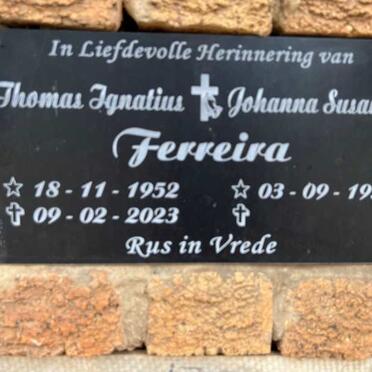 In Liefdevolle Herinnering van
Thomas Ignatius Johanna Susa
Ferreira
18 - 11 - 1952 03 - 09 - 19
09 - 02 - 2023
Rus in Vrede